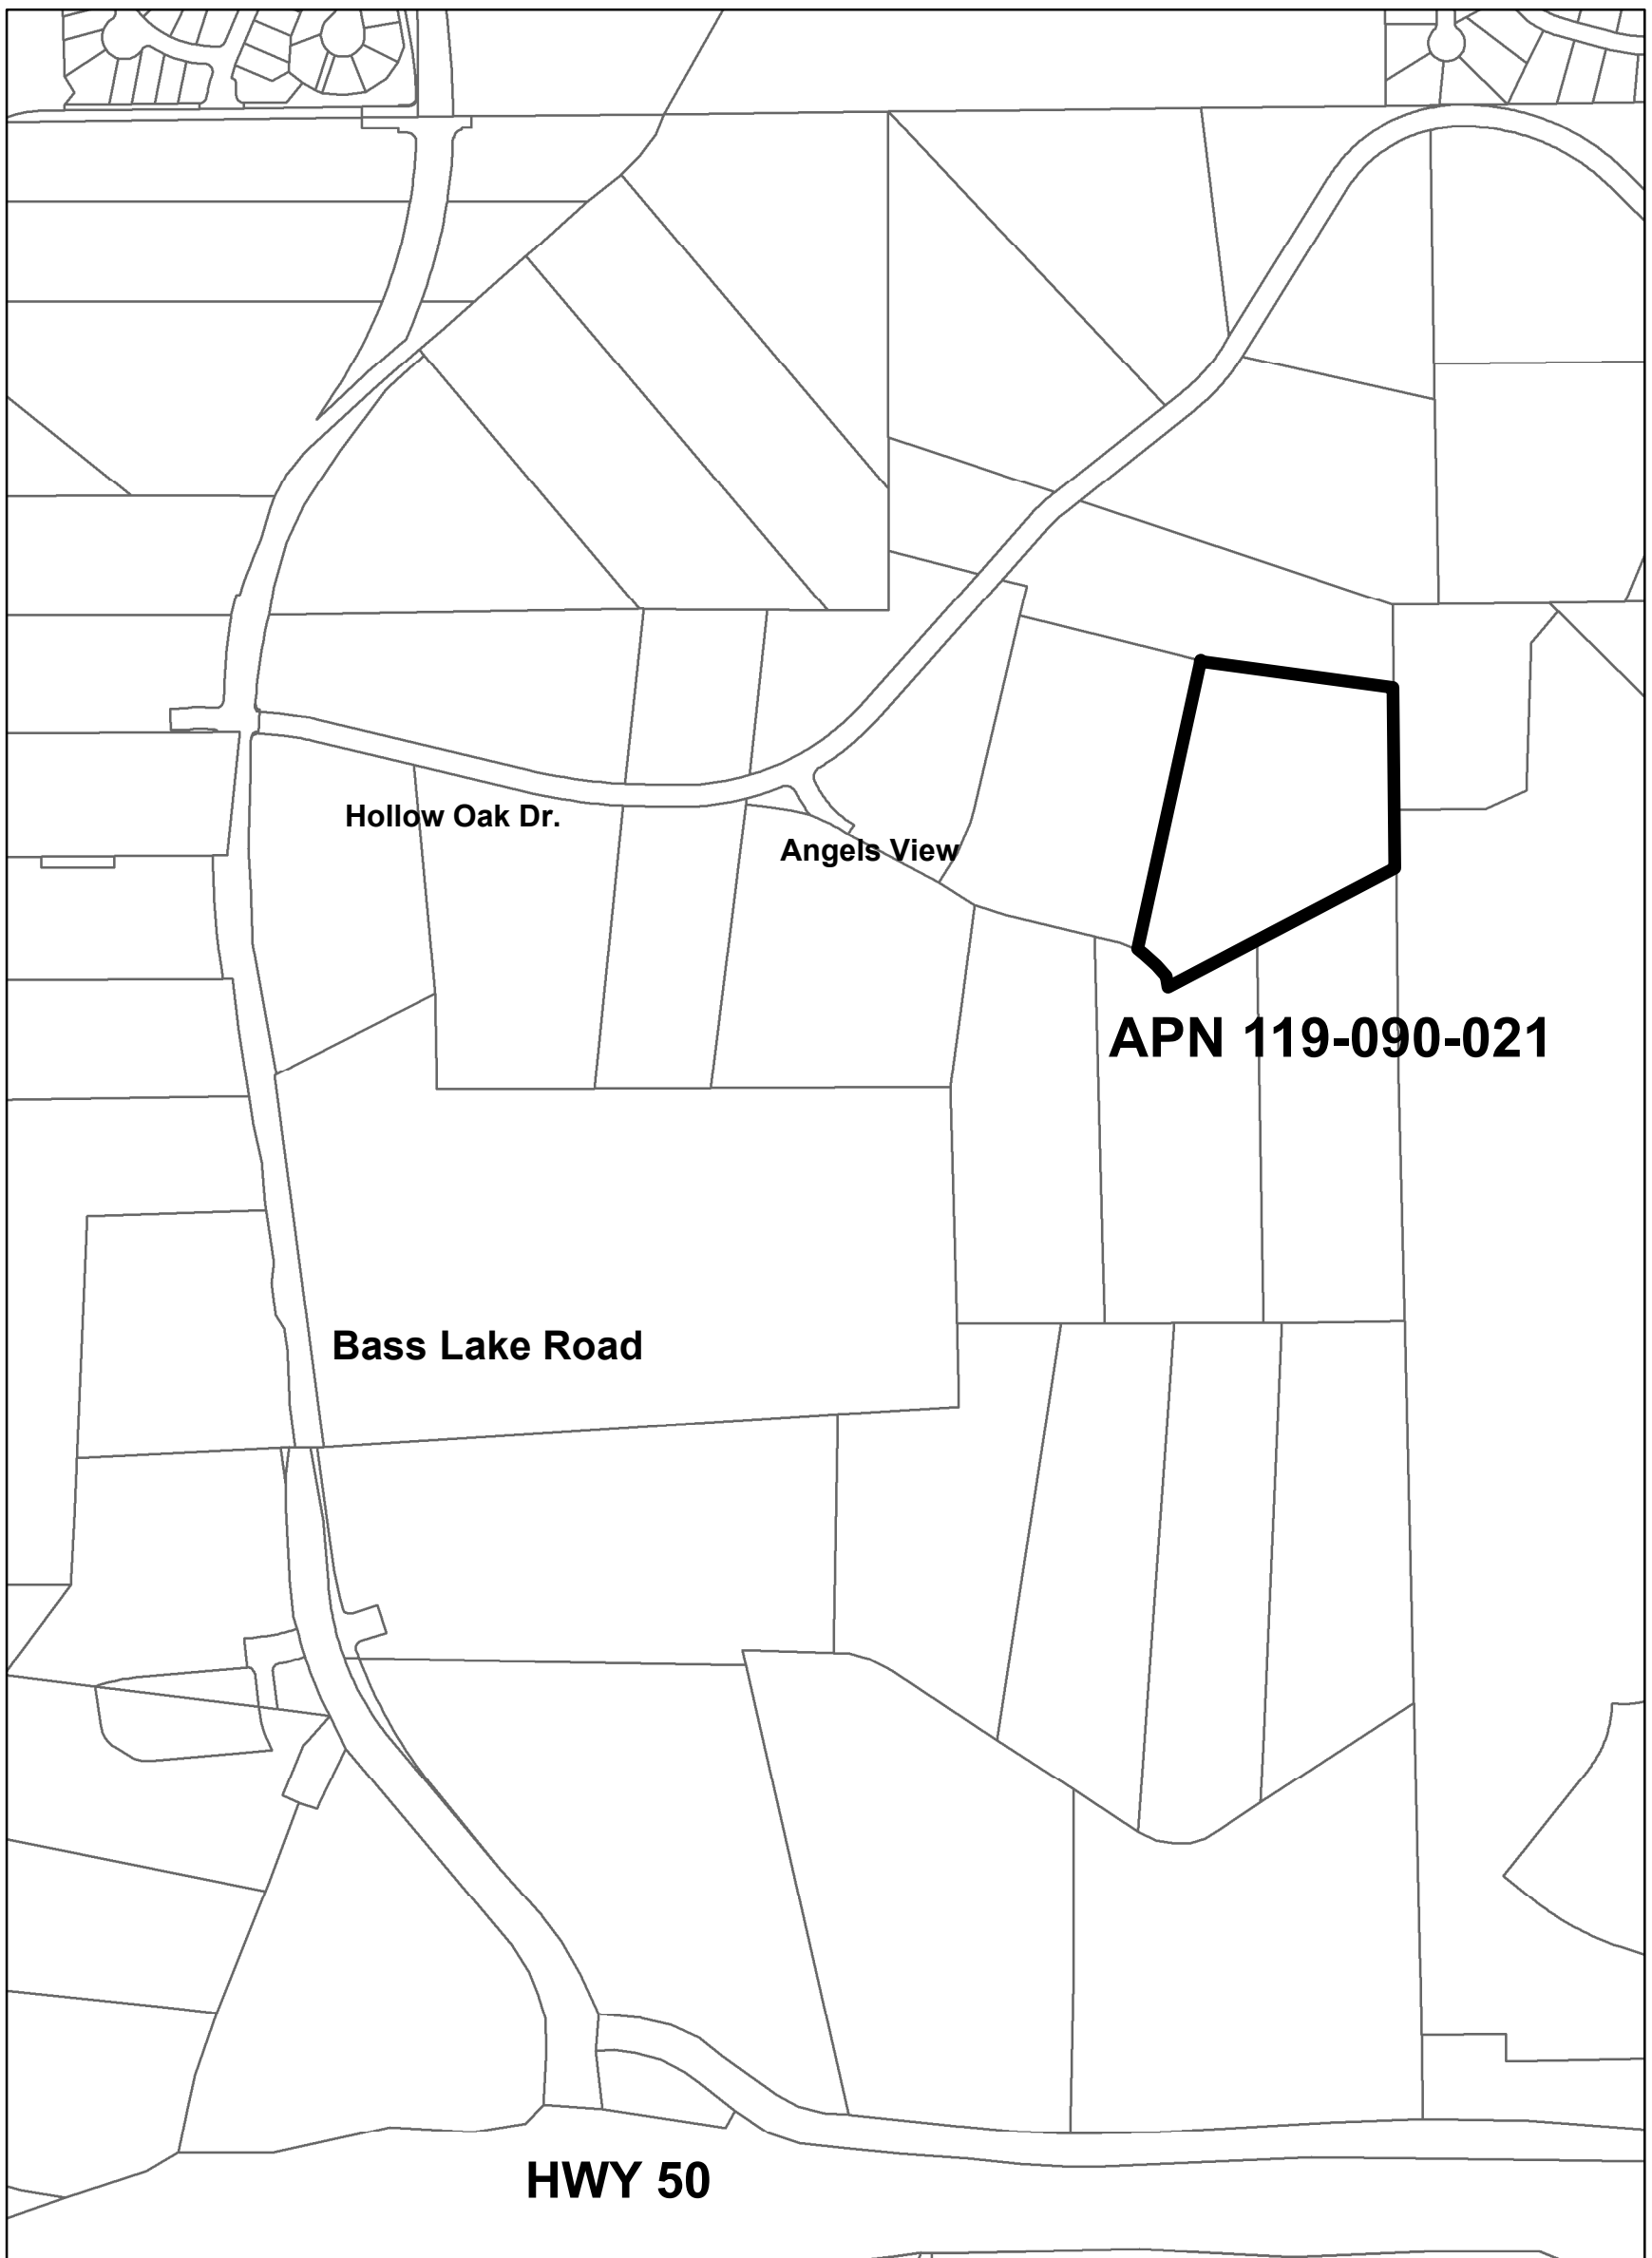 Hollow Oak Dr.
Angels View
APN 119-090-021
Bass Lake Road
HWY 50